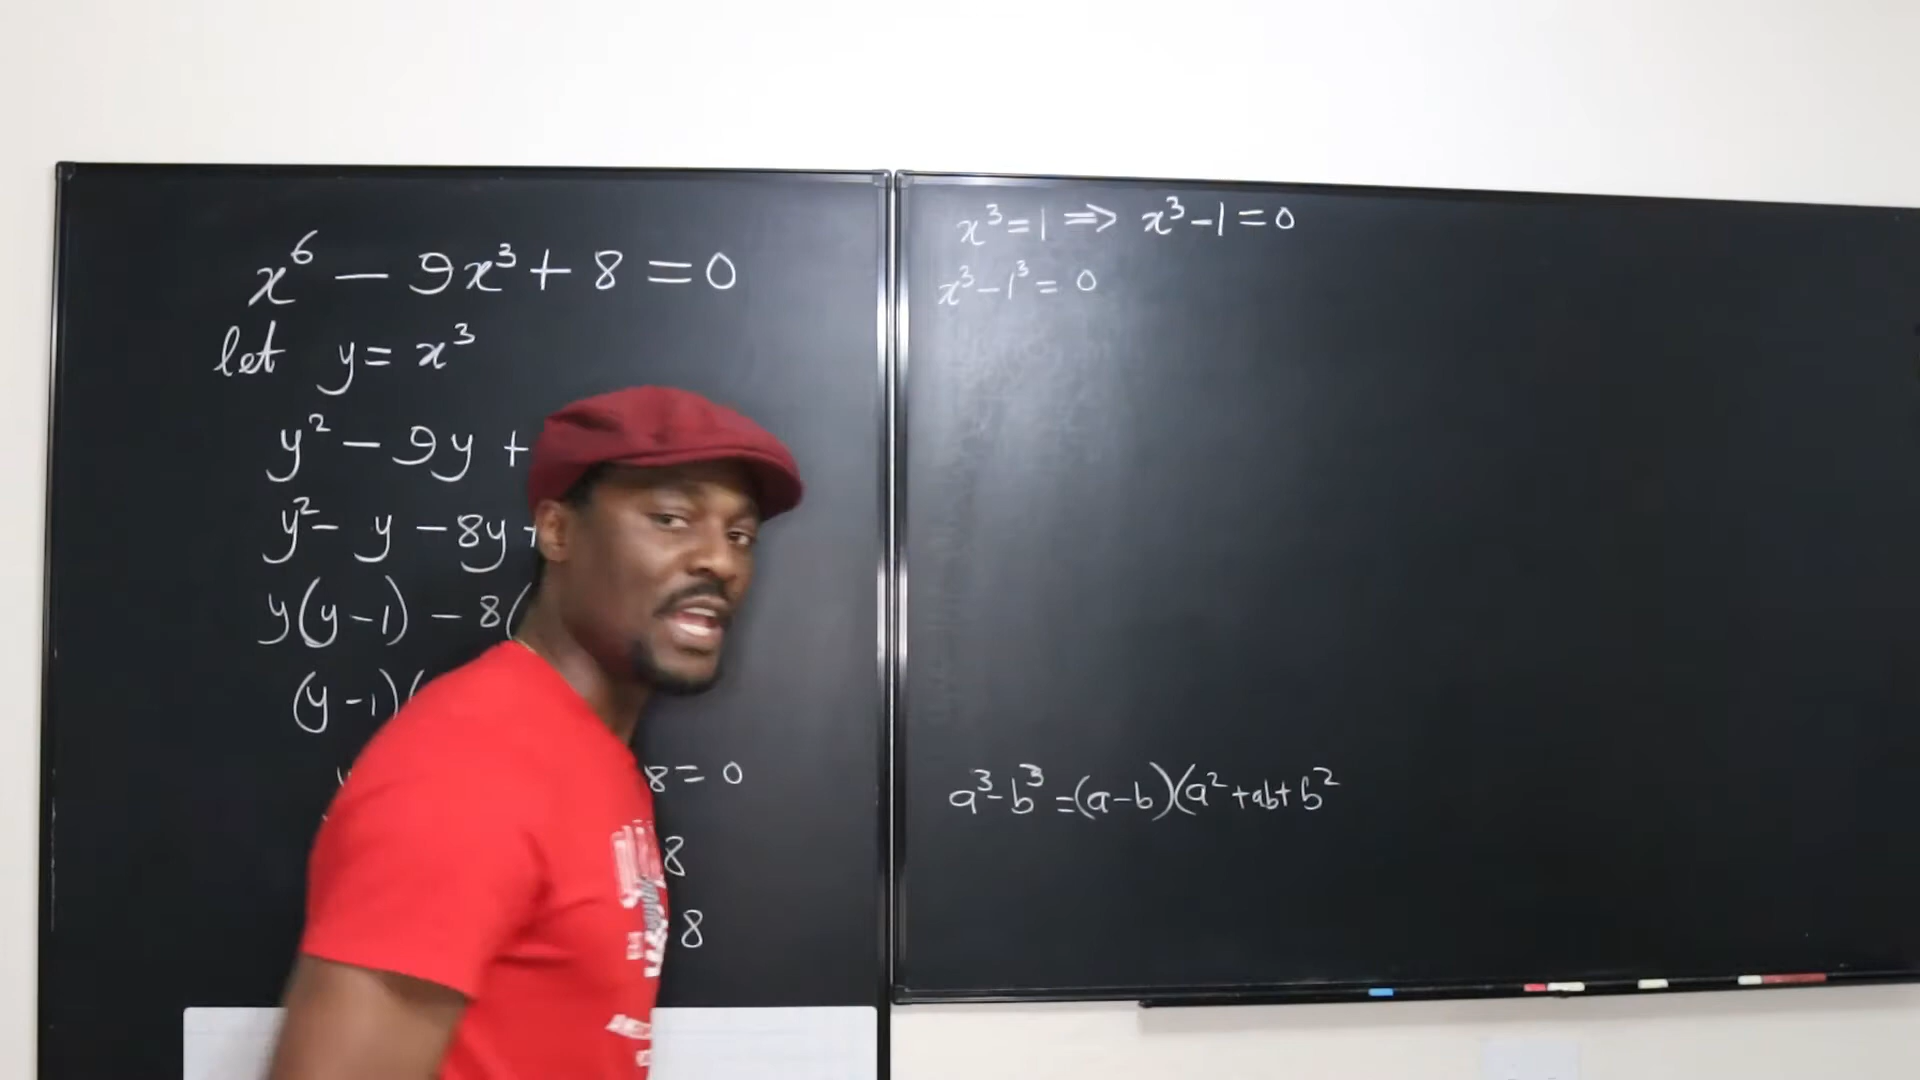 x⁶ − 9x³ + 8 = 0
let y = x³
y² − 9y +
y² − y − 8y +
y(y−1) − 8(
(y−1)(
8 = 0
8
8
x³ = 1 ⇒ x³ − 1 = 0
x³ − 1³ = 0
a³ − b³ = (a − b)(a² + ab + b²